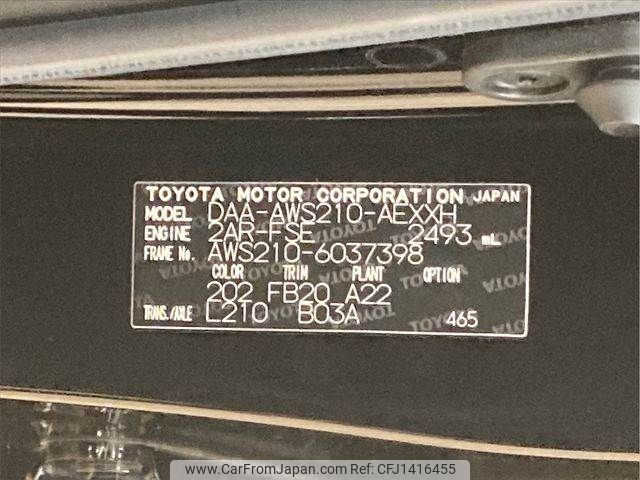 TOYOTA MOTOR CORPORATION JAPAN
MODEL DAA-AWS210-AEXXH
ENGINE 2AR-FSE 2493 mL
FRAME No. AWS210-6037398
COLOR TRIM PLANT OPTION
202 FB20 A22
TRANS./AXLE L210 B03A 465
www.CarFromJapan.com CFJ1416455